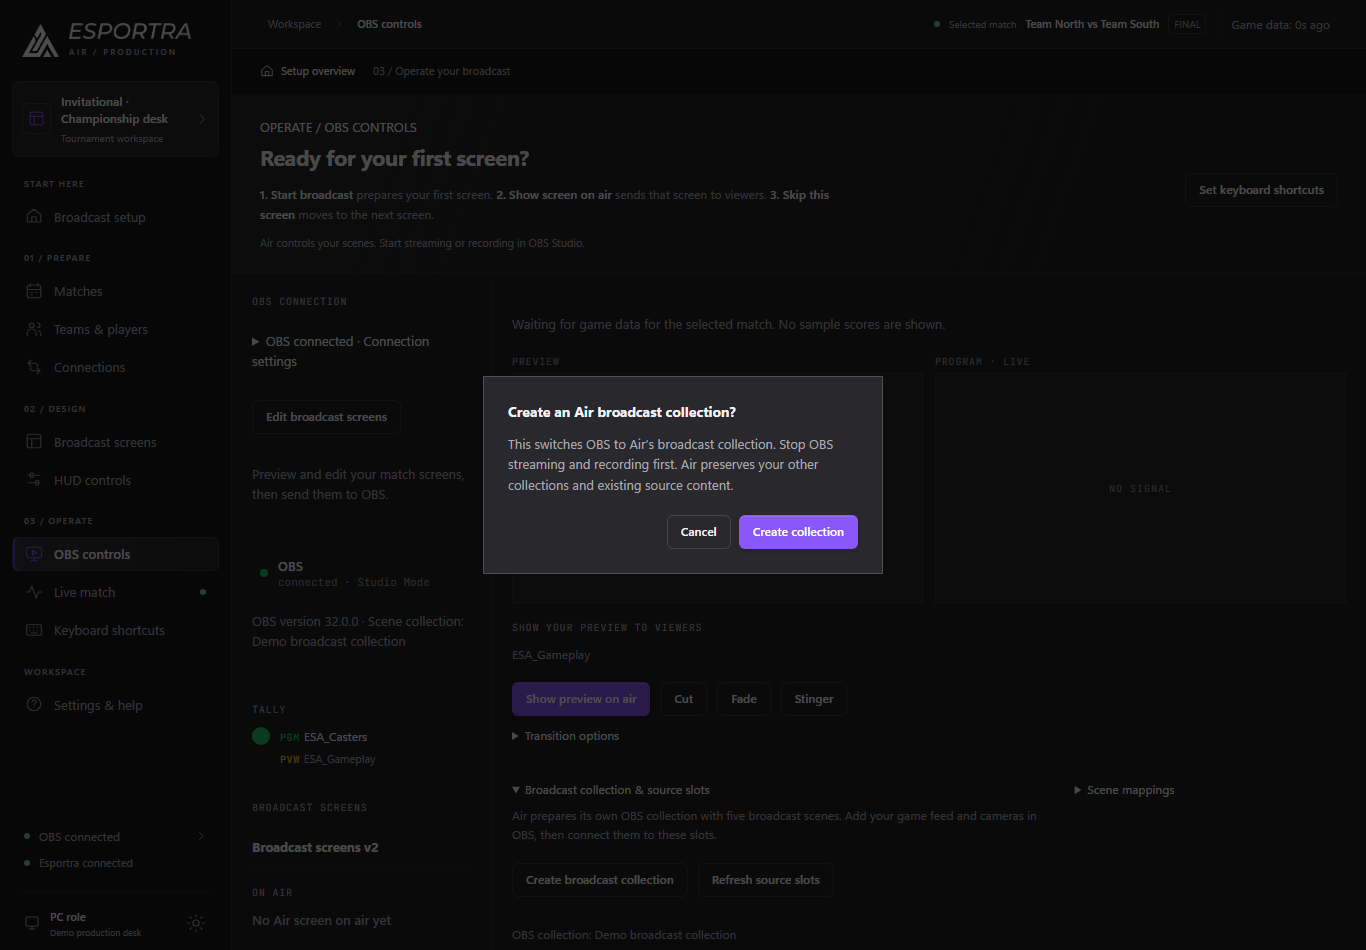 ESPORTRA
AIR / PRODUCTION
Invitational ·
Championship desk
Tournament workspace
START HERE
Broadcast setup
01 / PREPARE
Matches
Teams & players
Connections
02 / DESIGN
Broadcast screens
HUD controls
03 / OPERATE
OBS controls
Live match
Keyboard shortcuts
WORKSPACE
Settings & help
OBS connected
Esportra connected
PC role
Demo production desk
Workspace
OBS controls
Selected match Team North vs Team South FINAL Game data: 0s ago
Setup overview 03 / Operate your broadcast
OPERATE / OBS CONTROLS
Ready for your first screen?
1. Start broadcast prepares your first screen. 2. Show screen on air sends that screen to viewers. 3. Skip this
screen moves to the next screen.
Air controls your scenes. Start streaming or recording in OBS Studio.
Set keyboard shortcuts
OBS CONNECTION
OBS connected · Connection
settings
Edit broadcast screens
Preview and edit your match screens,
then send them to OBS.
OBS
connected · Studio Mode
OBS version 32.0.0 · Scene collection:
Demo broadcast collection
TALLY
PGM ESA_Casters
PVW ESA_Gameplay
BROADCAST SCREENS
Broadcast screens v2
ON AIR
No Air screen on air yet
Waiting for game data for the selected match. No sample scores are shown.
PREVIEW
PROGRAM · LIVE
NO SIGNAL
Create an Air broadcast collection?
This switches OBS to Air's broadcast collection. Stop OBS
streaming and recording first. Air preserves your other
collections and existing source content.
Cancel
Create collection
SHOW YOUR PREVIEW TO VIEWERS
ESA_Gameplay
Show preview on air
Cut
Fade
Stinger
Transition options
Broadcast collection & source slots
Air prepares its own OBS collection with five broadcast scenes. Add your game feed and cameras in
OBS, then connect them to these slots.
Create broadcast collection
Refresh source slots
OBS collection: Demo broadcast collection
Scene mappings